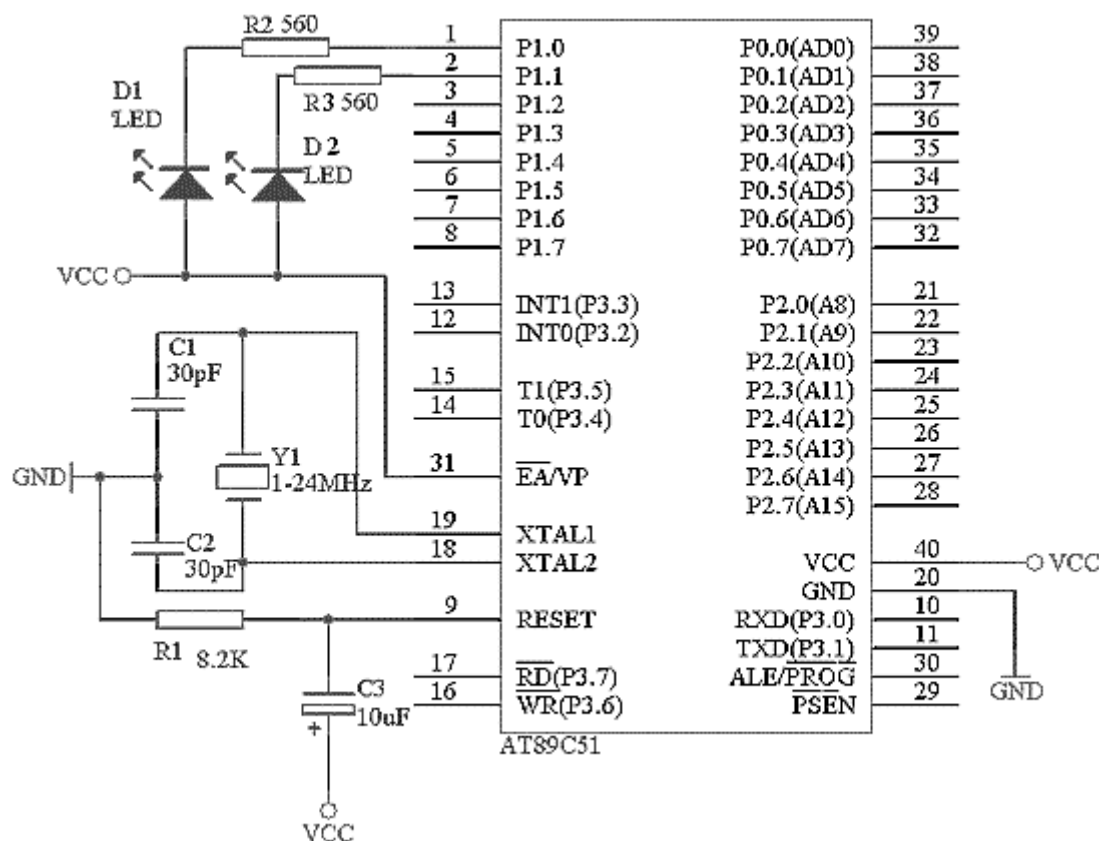 R2 560
1
P1.0
P0.0(AD0)
39
2
P1.1
P0.1(AD1)
38
D1
LED
R3 560
3
P1.2
P0.2(AD2)
37
4
P1.3
P0.3(AD3)
36
D2
LED
5
P1.4
P0.4(AD4)
35
6
P1.5
P0.5(AD5)
34
7
P1.6
P0.6(AD6)
33
8
P1.7
P0.7(AD7)
32
VCC
13
INT1(P3.3)
P2.0(A8)
21
12
INT0(P3.2)
P2.1(A9)
22
C1
30pF
P2.2(A10)
23
15
T1(P3.5)
P2.3(A11)
24
14
T0(P3.4)
P2.4(A12)
25
P2.5(A13)
26
GND
Y1
1-24MHz
31
EA/VP
P2.6(A14)
27
P2.7(A15)
28
19
XTAL1
C2
30pF
18
XTAL2
VCC
40
VCC
GND
20
9
RESET
RXD(P3.0)
10
R1 8.2K
TXD(P3.1)
11
17
RD(P3.7)
ALE/PROG
30
GND
C3
10uF
+
16
WR(P3.6)
PSEN
29
AT89C51
VCC